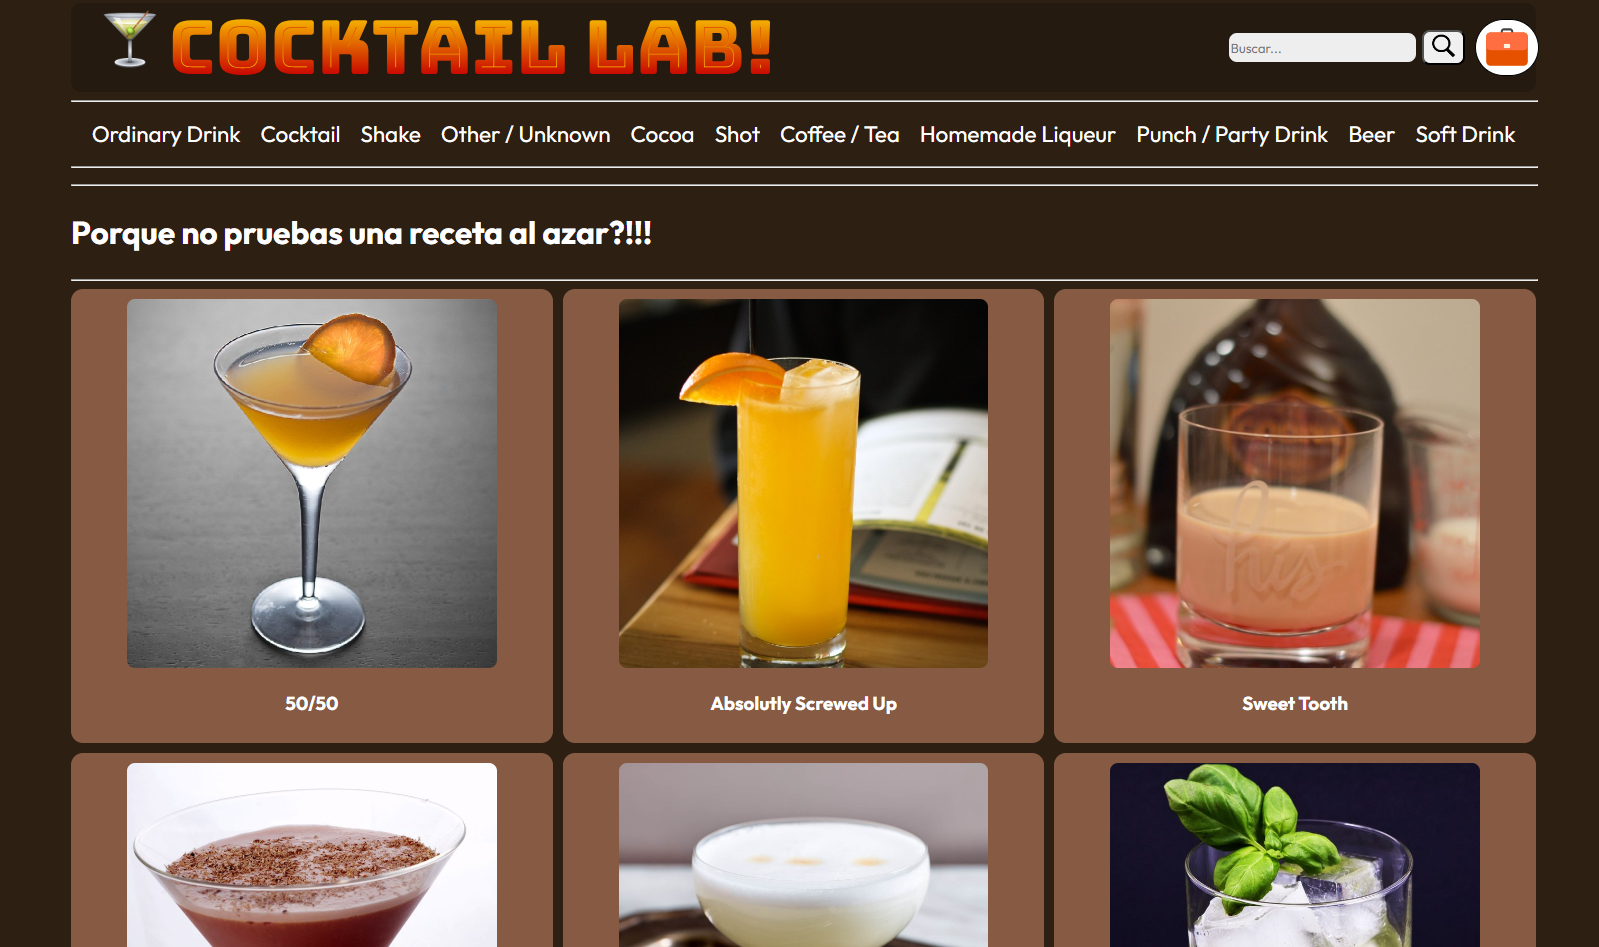 COCKTAIL LAB!
Buscar...
Ordinary Drink Cocktail Shake Other / Unknown Cocoa Shot Coffee / Tea Homemade Liqueur Punch / Party Drink Beer Soft Drink
Porque no pruebas una receta al azar?!!!
his
50/50
Absolutly Screwed Up
Sweet Tooth